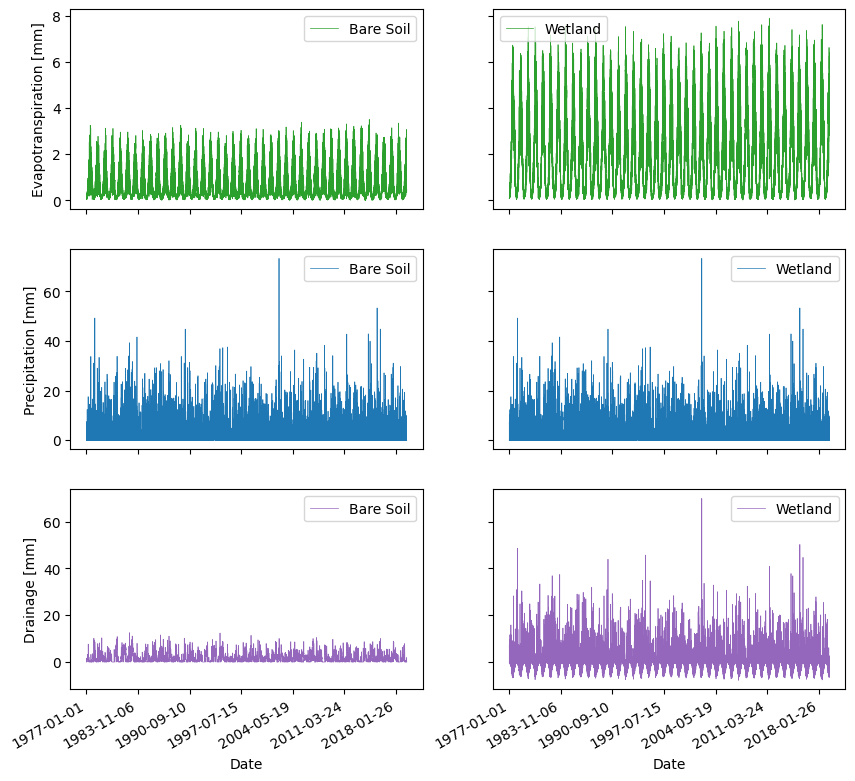 Evapotranspiration [mm]
8
6
4
2
0
Bare Soil
Wetland
Precipitation [mm]
60
40
20
0
Bare Soil
Wetland
Drainage [mm]
60
40
20
0
Bare Soil
Wetland
1977-01-01
1983-11-06
1990-09-10
1997-07-15
2004-05-19
2011-03-24
2018-01-26
Date
1977-01-01
1983-11-06
1990-09-10
1997-07-15
2004-05-19
2011-03-24
2018-01-26
Date